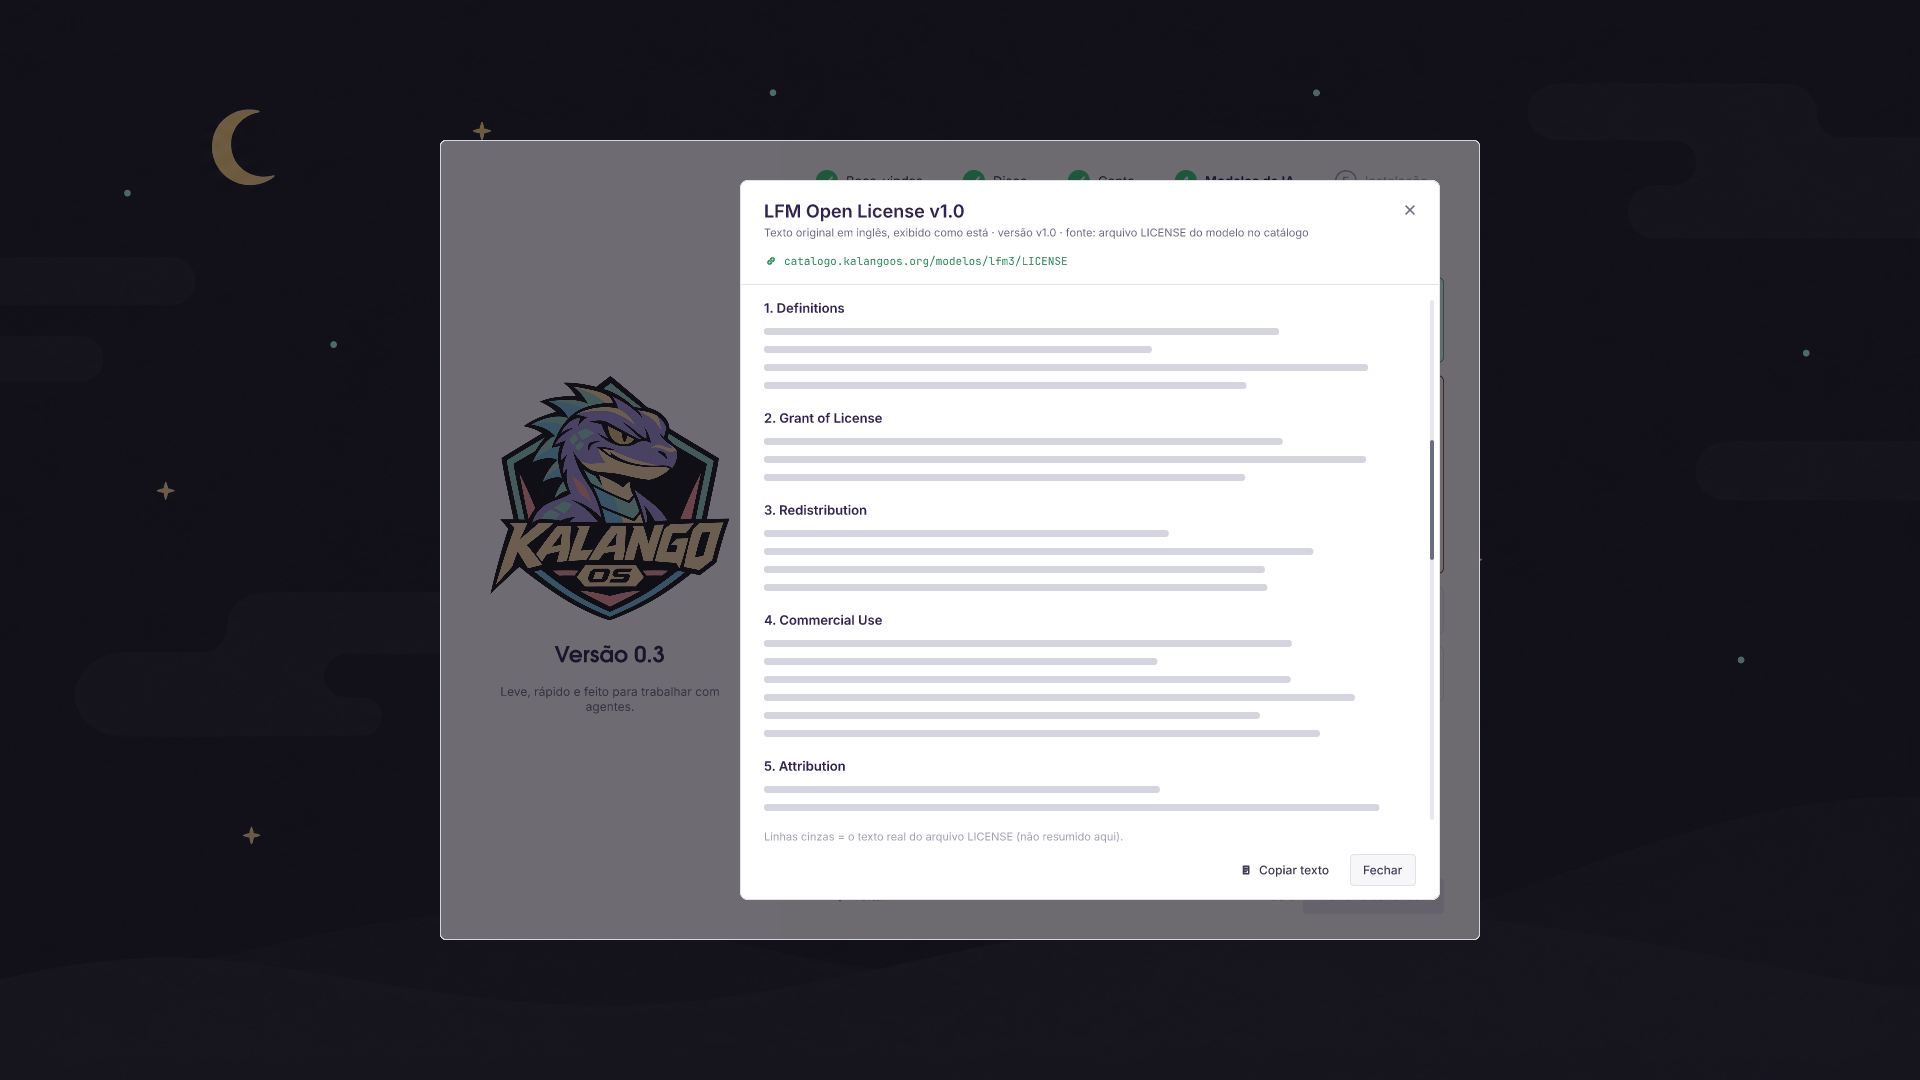 Modelos de IA
LFM Open License v1.0
Texto original em inglês, exibido como está · versão v1.0 · fonte: arquivo LICENSE do modelo no catálogo
catalogo.kalangoos.org/modelos/lfm3/LICENSE
1. Definitions
2. Grant of License
3. Redistribution
4. Commercial Use
5. Attribution
Linhas cinzas = o texto real do arquivo LICENSE (não resumido aqui).
Copiar texto
Fechar
KALANGO
OS
Versão 0.3
Leve, rápido e feito para trabalhar com
agentes.